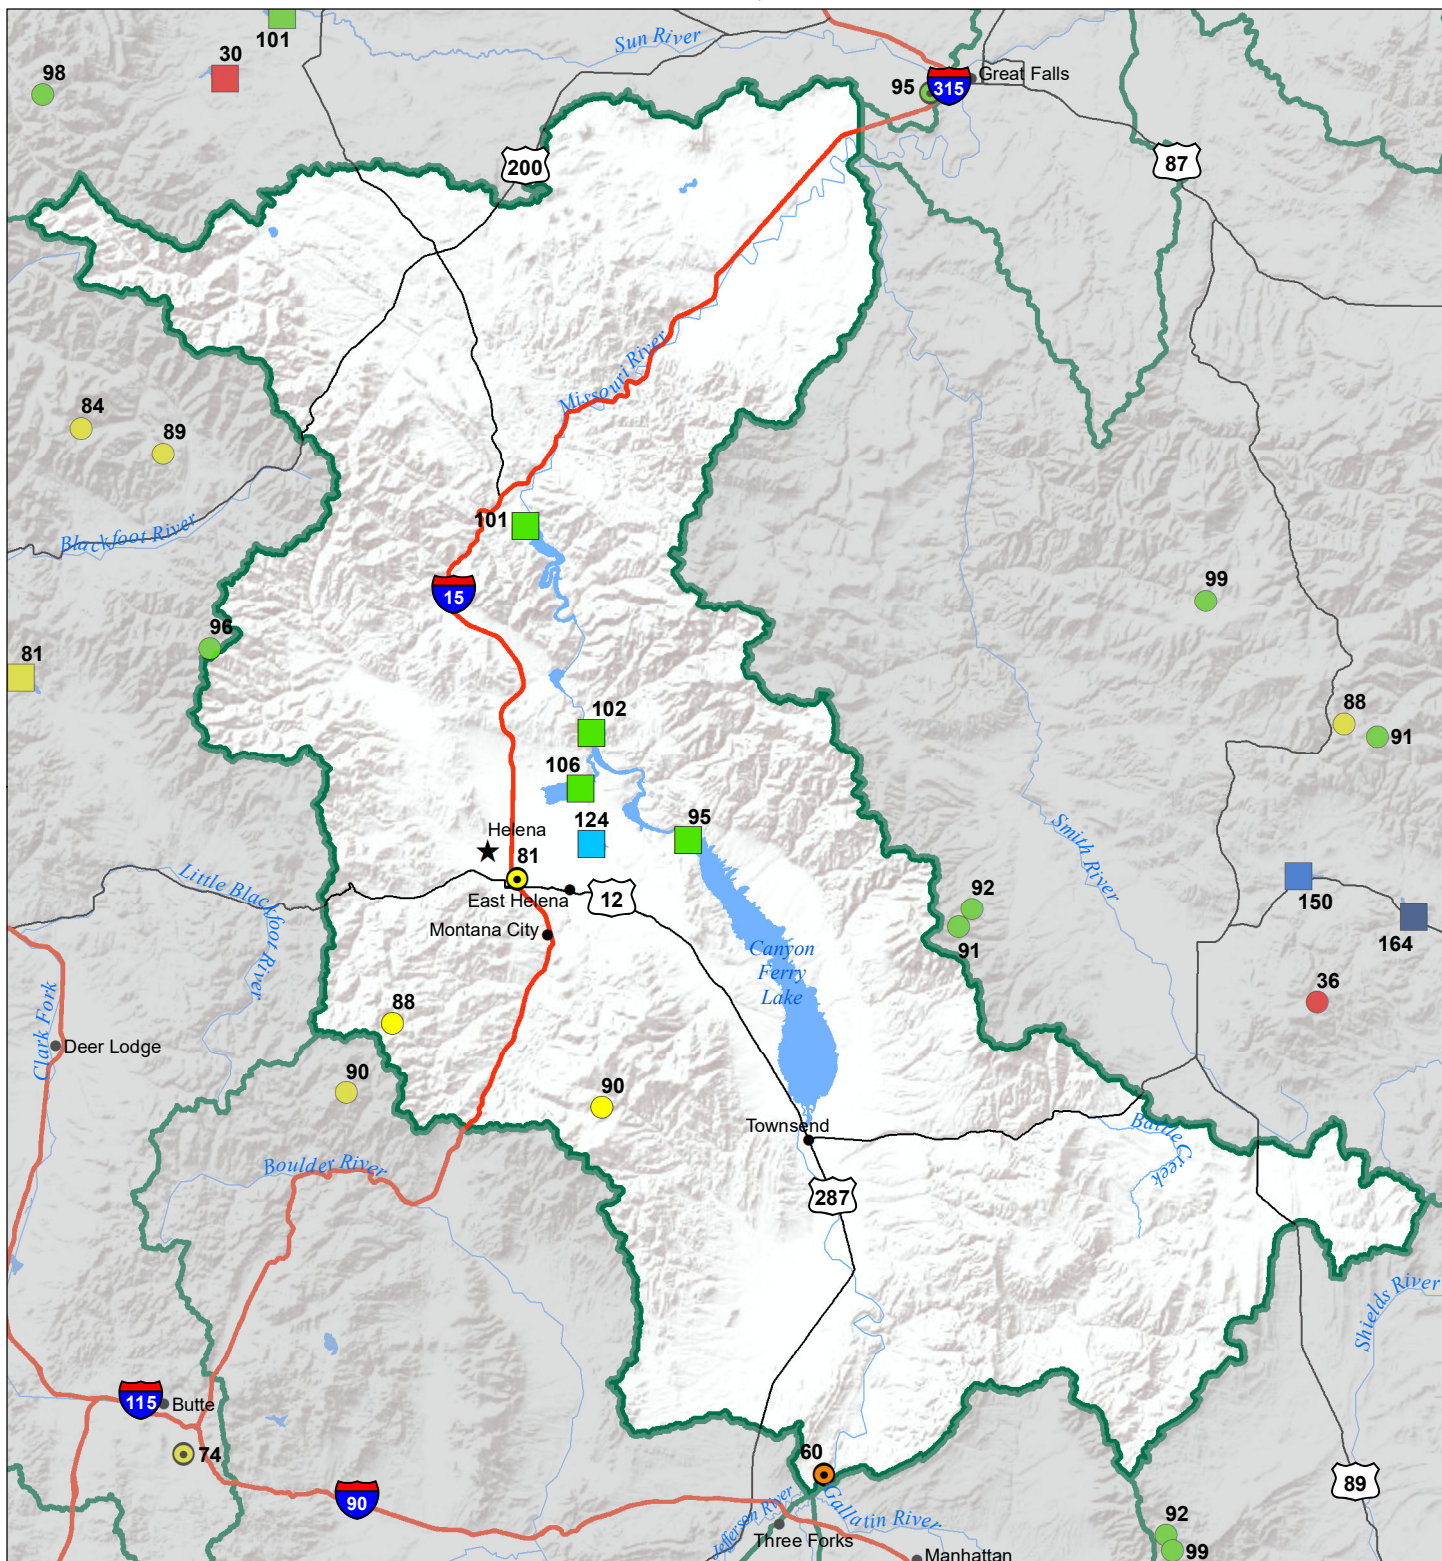 101
30
98
Sun River
95
315
Great Falls
200
87
Missouri River
84
89
Blackfoot River
101
15
99
96
81
102
88
91
106
124
95
Helena
81
Smith River
Little Blackfoot River
East Helena
12
Montana City
92
91
150
164
Canyon
Ferry
Lake
36
88
Clark Fork
Deer Lodge
90
90
Townsend
Battle Creek
Boulder River
287
Shields River
115
Butte
74
60
90
89
Jefferson River
Gallatin River
Three Forks
92
99
Manhattan